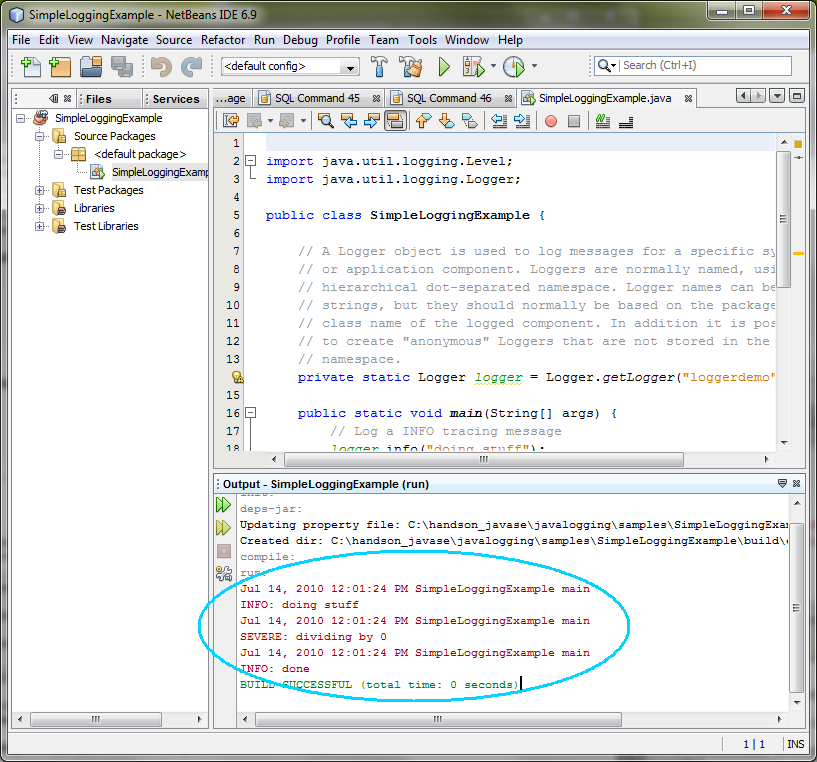 SimpleLoggingExample - NetBeans IDE 6.9
File Edit View Navigate Source Refactor Run Debug Profile Team Tools Window Help
<default config>
Search (Ctrl+I)
Files
Services
SimpleLoggingExample
Source Packages
<default package>
SimpleLoggingExamp
Test Packages
Libraries
Test Libraries
...age
SQL Command 45
SQL Command 46
SimpleLoggingExample.java
1
2 import java.util.logging.Level;
3 import java.util.logging.Logger;
4
5 public class SimpleLoggingExample {
6
7 // A Logger object is used to log messages for a specific sy
8 // or application component. Loggers are normally named, usi
9 // hierarchical dot-separated namespace. Logger names can be
10 // strings, but they should normally be based on the package
11 // class name of the logged component. In addition it is pos
12 // to create "anonymous" Loggers that are not stored in the
13 // namespace.
private static Logger logger = Logger.getLogger("loggerdemo"
15
16 public static void main(String[] args) {
17 // Log a INFO tracing message
18 logger.info("doing stuff");
Output - SimpleLoggingExample (run)
init:
deps-jar:
Updating property file: C:\handson_javase\javalogging\samples\SimpleLoggingExa
Created dir: C:\handson_javase\javalogging\samples\SimpleLoggingExample\build\
compile:
run:
Jul 14, 2010 12:01:24 PM SimpleLoggingExample main
INFO: doing stuff
Jul 14, 2010 12:01:24 PM SimpleLoggingExample main
SEVERE: dividing by 0
Jul 14, 2010 12:01:24 PM SimpleLoggingExample main
INFO: done
BUILD SUCCESSFUL (total time: 0 seconds)
1 | 1 INS